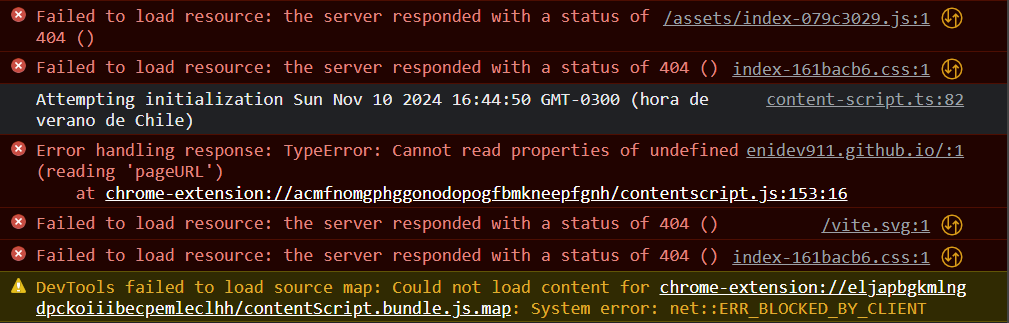 Failed to load resource: the server responded with a status of /assets/index-079c3029.js:1
404 ()
Failed to load resource: the server responded with a status of 404 () index-161bacb6.css:1
Attempting initialization Sun Nov 10 2024 16:44:50 GMT-0300 (hora de content-script.ts:82
verano de Chile)
Error handling response: TypeError: Cannot read properties of undefined enidev911.github.io/:1
(reading 'pageURL')
at chrome-extension://acmfnomgphggonodopogfbmkneepfgnh/contentscript.js:153:16
Failed to load resource: the server responded with a status of 404 () /vite.svg:1
Failed to load resource: the server responded with a status of 404 () index-161bacb6.css:1
DevTools failed to load source map: Could not load content for chrome-extension://eljapbgkmlng
dpckoiiibecpemleclhh/contentScript.bundle.js.map: System error: net::ERR_BLOCKED_BY_CLIENT